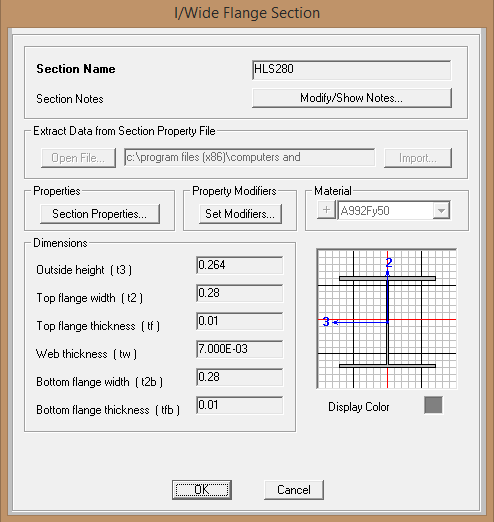 I/Wide Flange Section
Section Name HLS280
Section Notes Modify/Show Notes...
Extract Data from Section Property File
Open File... c:\program files (x86)\computers and Import...
Properties Property Modifiers Material
Section Properties... Set Modifiers... + A992Fy50
Dimensions
Outside height ( t3 ) 0.264
Top flange width ( t2 ) 0.28
Top flange thickness ( tf ) 0.01
Web thickness ( tw ) 7.000E-03
Bottom flange width ( t2b ) 0.28
Bottom flange thickness ( tfb ) 0.01
2
3
Display Color
OK Cancel